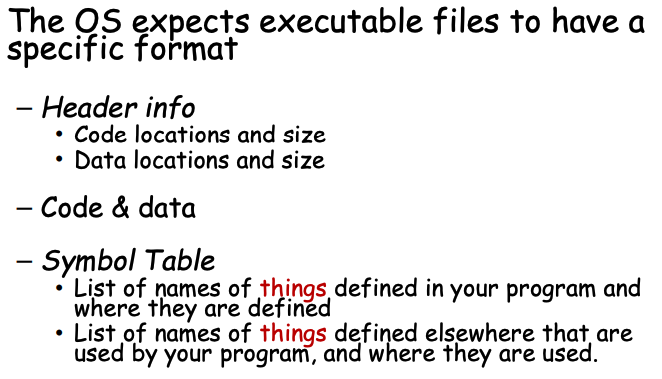 The OS expects executable files to have a
specific format
– Header info
• Code locations and size
• Data locations and size
– Code & data
– Symbol Table
• List of names of things defined in your program and
where they are defined
• List of names of things defined elsewhere that are
used by your program, and where they are used.